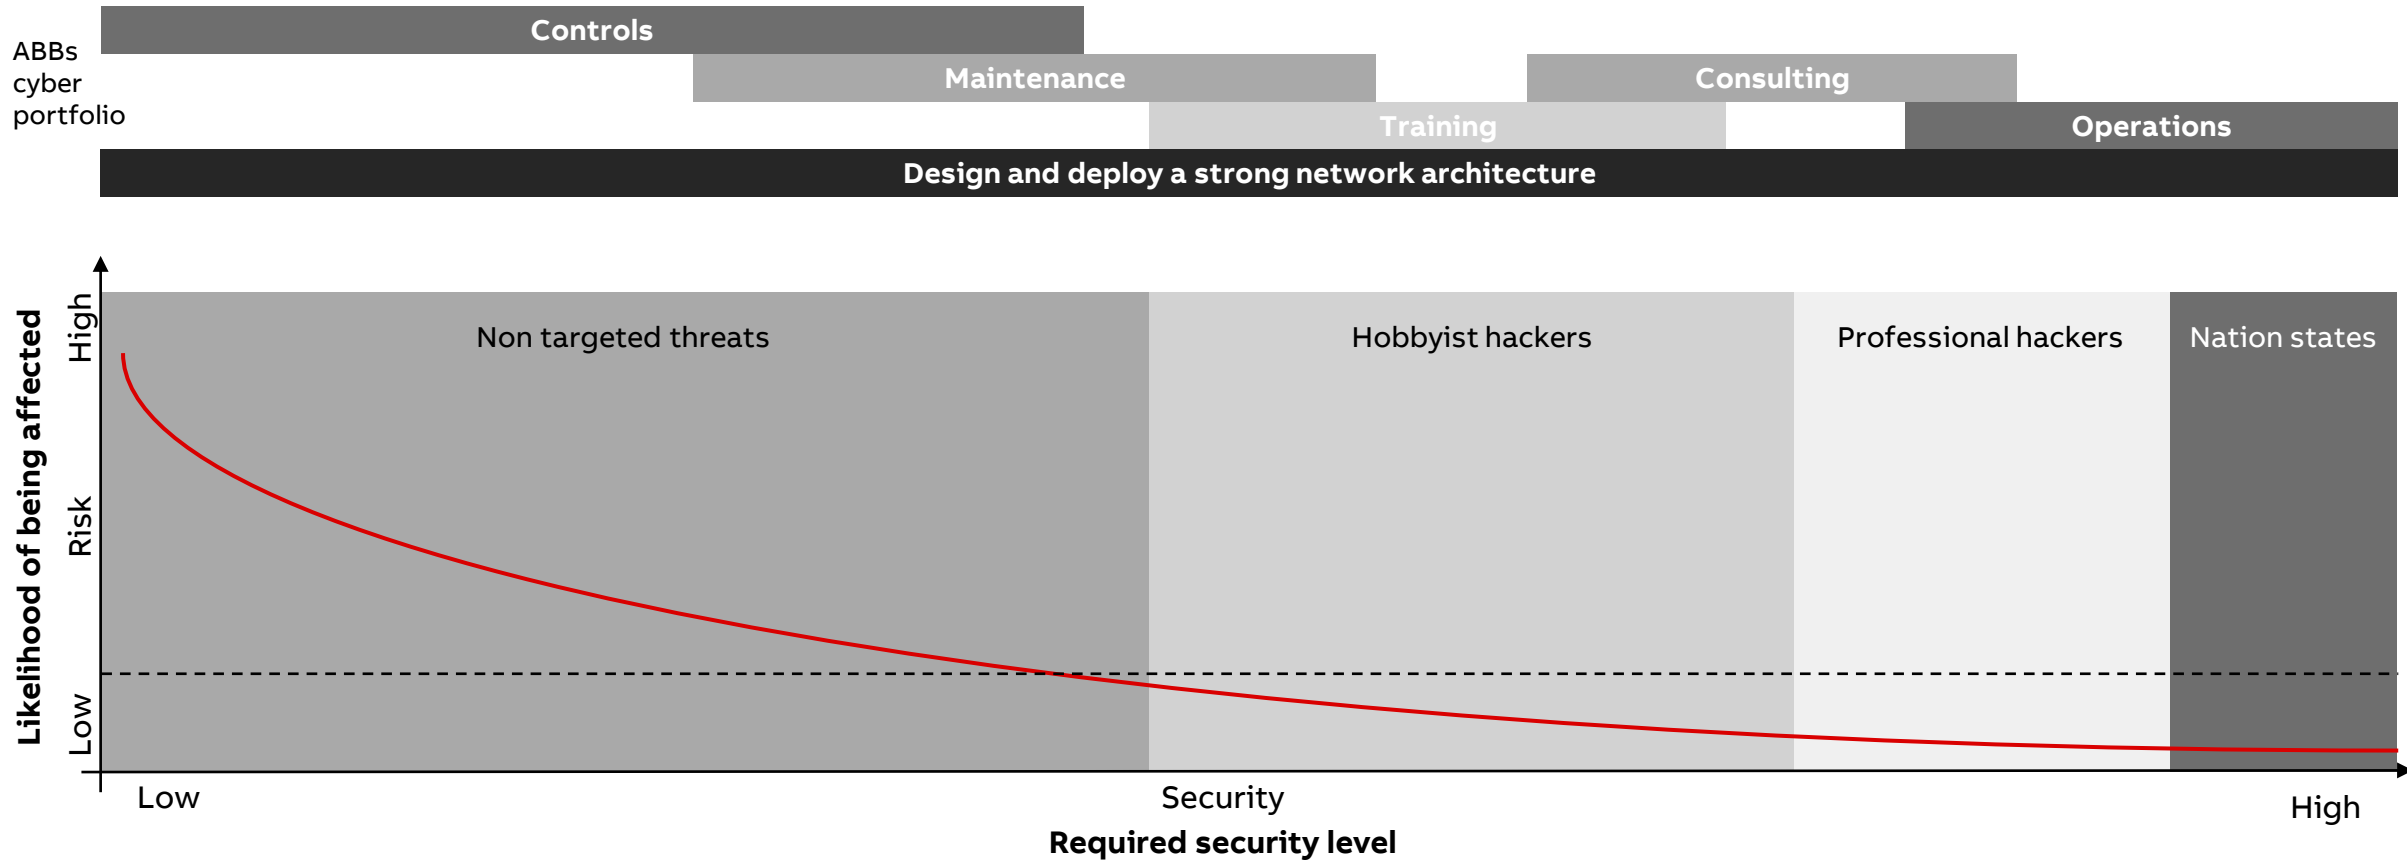 Controls
ABBs
cyber
portfolio
Maintenance
Consulting
Training
Operations
Design and deploy a strong network architecture
Likelihood of being affected
High
Risk
Low
Non targeted threats
Hobbyist hackers
Professional hackers
Nation states
Low
Security
High
Required security level